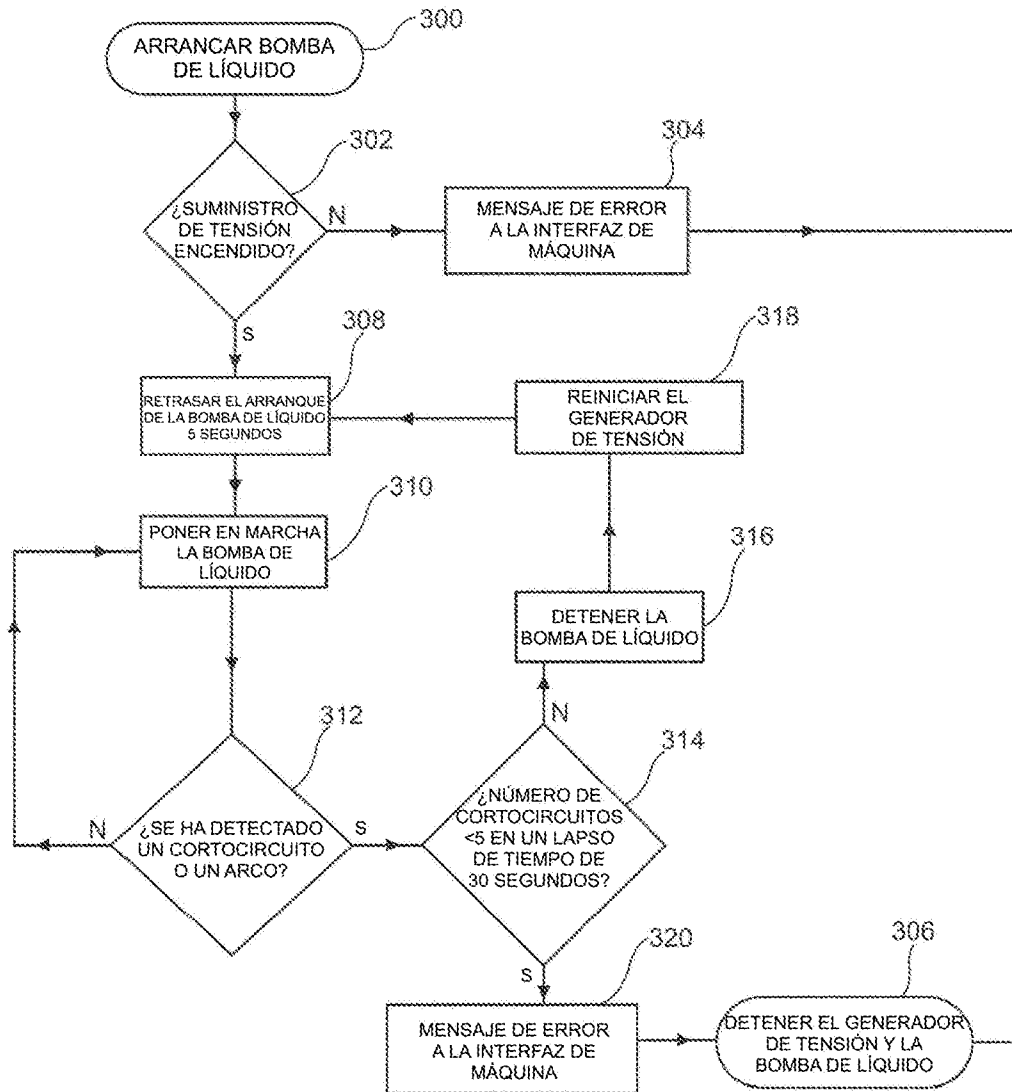 300
ARRANCAR BOMBA
DE LÍQUIDO
302
¿SUMINISTRO
DE TENSIÓN
ENCENDIDO?
N
S
304
MENSAJE DE ERROR
A LA INTERFAZ DE
MÁQUINA
308
RETRASAR EL ARRANQUE
DE LA BOMBA DE LÍQUIDO
5 SEGUNDOS
318
REINICIAR EL
GENERADOR
DE TENSIÓN
310
PONER EN MARCHA
LA BOMBA DE
LÍQUIDO
316
DETENER LA
BOMBA DE LÍQUIDO
312
N
¿SE HA DETECTADO
UN CORTOCIRCUITO
O UN ARCO?
S
N
314
¿NÚMERO DE
CORTOCIRCUITOS
<5 EN UN LAPSO
DE TIEMPO DE
30 SEGUNDOS?
S
320
MENSAJE DE ERROR
A LA INTERFAZ DE
MÁQUINA
306
DETENER EL GENERADOR
DE TENSIÓN Y LA
BOMBA DE LÍQUIDO